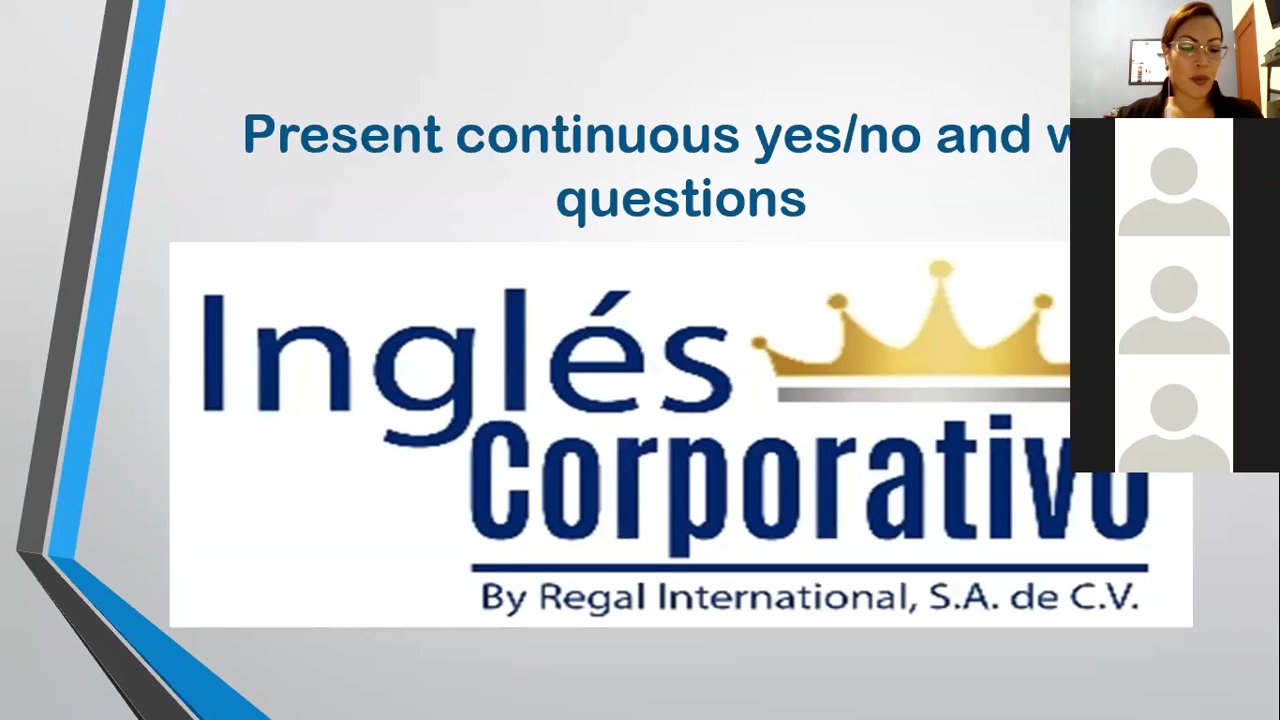 Present continuous yes/no and
questions
Inglés
Corporativo
By Regal International, S.A. de C.V.